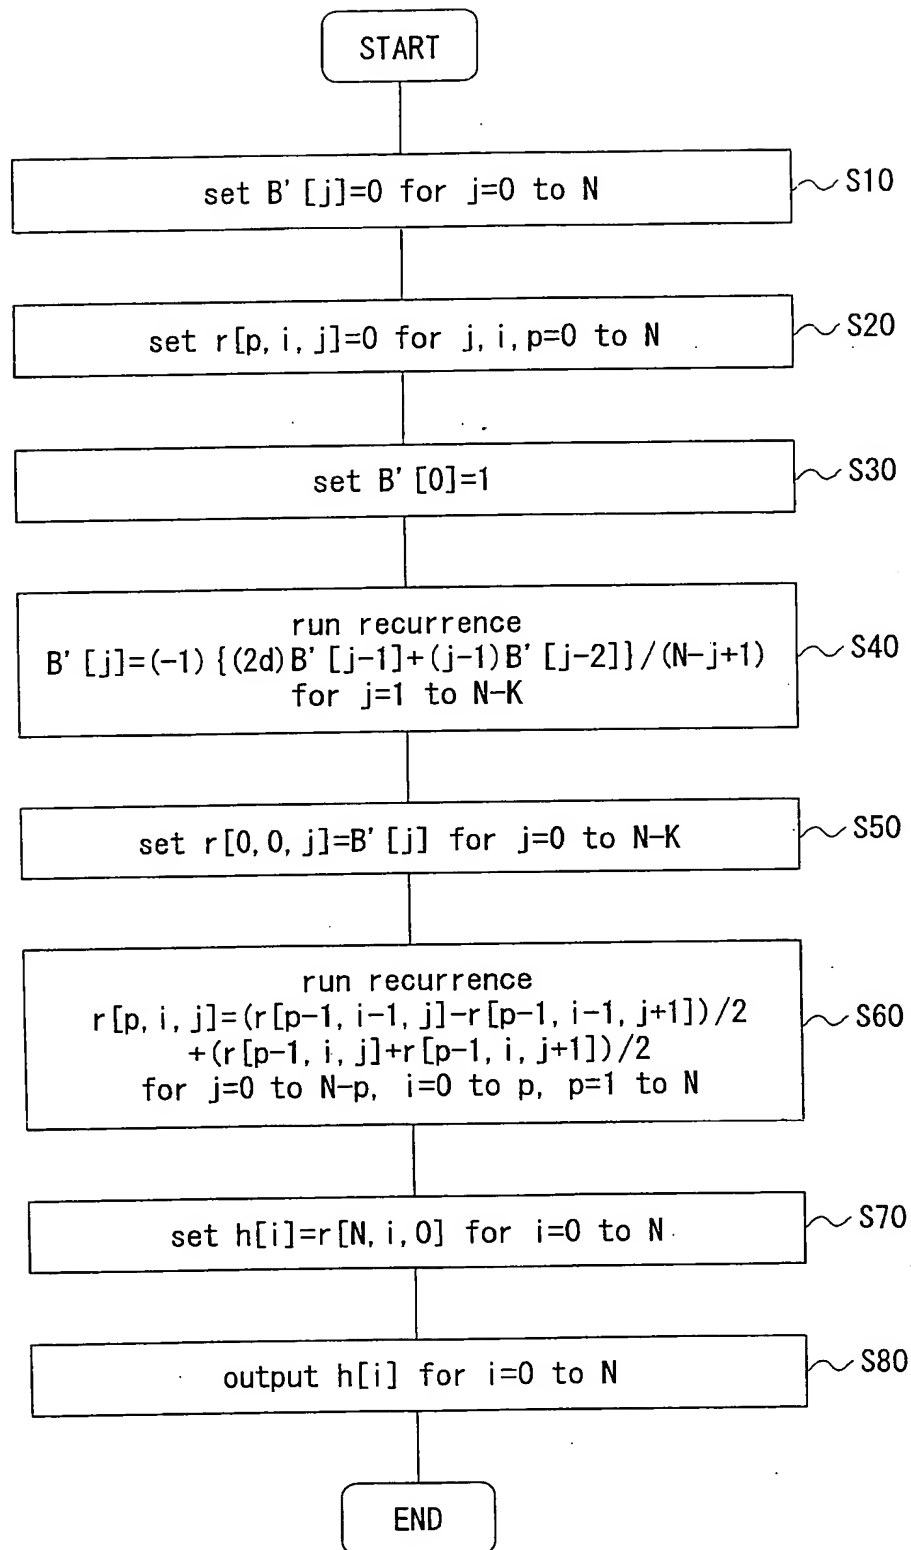 START
set B' [j]=0 for j=0 to N
S10
set r[p, i, j]=0 for j, i, p=0 to N
S20
set B' [0]=1
S30
run recurrence
B' [j]=(-1) {(2d) B' [j-1]+(j-1) B' [j-2]}/(N-j+1)
for j=1 to N-K
S40
set r[0, 0, j]=B' [j] for j=0 to N-K
S50
run recurrence
r[p, i, j]=(r[p-1, i-1, j]-r[p-1, i-1, j+1])/2
+(r[p-1, i, j]+r[p-1, i, j+1])/2
for j=0 to N-p, i=0 to p, p=1 to N
S60
set h[i]=r[N, i, 0] for i=0 to N
S70
output h[i] for i=0 to N
S80
END